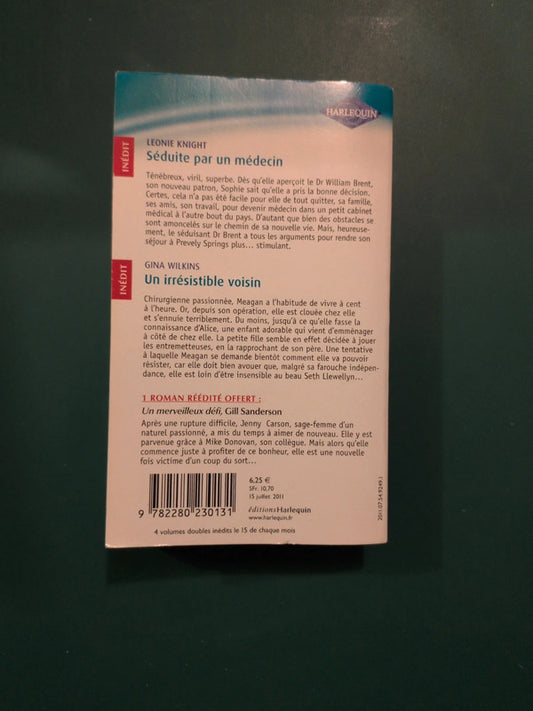 HARLEQUIN
INÉDIT
LEONIE KNIGHT
Séduite par un médecin
Ténébreux, viril, superbe. Dès qu'elle aperçoit le Dr William Brent,
son nouveau patron, Sophie sait qu'elle a pris la bonne décision.
Certes, cela n'a pas été facile pour elle de tout quitter, sa famille,
ses amis, son travail, pour devenir médecin dans un petit cabinet
médical à l'autre bout du pays. D'autant que bien des obstacles se
sont amoncelés sur le chemin de sa nouvelle vie. Mais, heureuse-
ment, le séduisant Dr Brent a tous les arguments pour rendre son
séjour à Prevely Springs plus... stimulant.
INÉDIT
GINA WILKINS
Un irrésistible voisin
Chirurgienne passionnée, Meagan a l'habitude de vivre à cent
à l'heure. Or, depuis son opération, elle est clouée chez elle
et s'ennuie terriblement. Du moins, jusqu'à ce qu'elle fasse la
connaissance d'Alice, une enfant adorable qui vient d'emménager
à côté de chez elle. La petite fille semble en effet décidée à jouer
les entremetteuses, en la rapprochant de son père. Une tentative
à laquelle Meagan se demande bientôt comment elle va pouvoir
résister, car elle doit bien avouer que, malgré sa farouche indépen-
dance, elle est loin d'être insensible au beau Seth Llewellyn...
1 ROMAN RÉÉDITÉ OFFERT :
Un merveilleux défi, Gill Sanderson
Après une rupture difficile, Jenny Carson, sage-femme d'un
naturel passionné, a mis du temps à aimer de nouveau. Elle y est
parvenue grâce à Mike Donovan, son collègue. Mais alors qu'elle
commence juste à profiter de ce bonheur, elle est une nouvelle
fois victime d'un coup du sort...
6,25 €
SFr. 10,70
15 juillet 2011
éditionsHarlequin
www.harlequin.fr
9 782280 230131
4 volumes doubles inédits le 15 de chaque mois
2011.07.54.9249.1